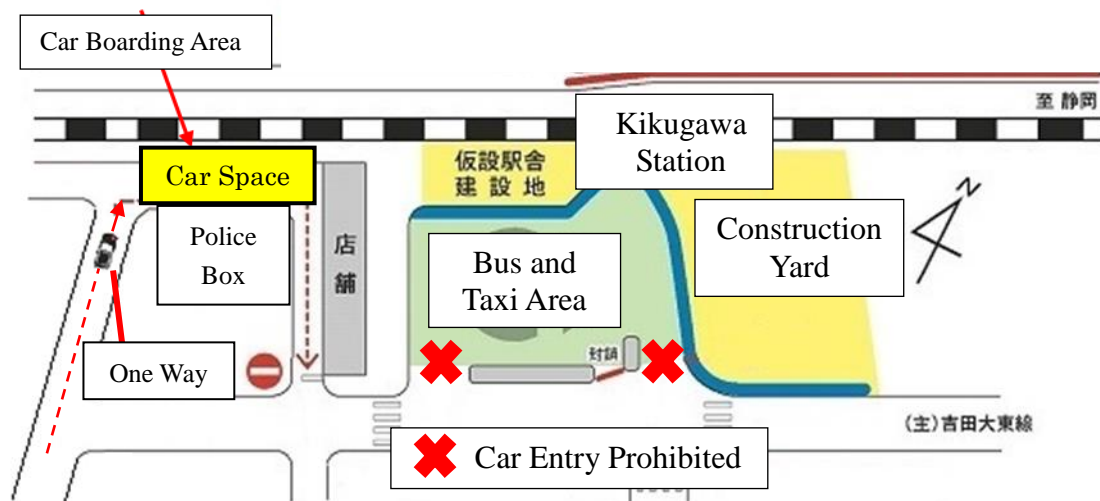 Car Boarding Area
至 静岡
Kikugawa
Station
Car Space
仮設駅舎
建設地
Police
Box
店舗
Bus and
Taxi Area
Construction
Yard
N
封鎖
One Way
(主)吉田大東線
Car Entry Prohibited